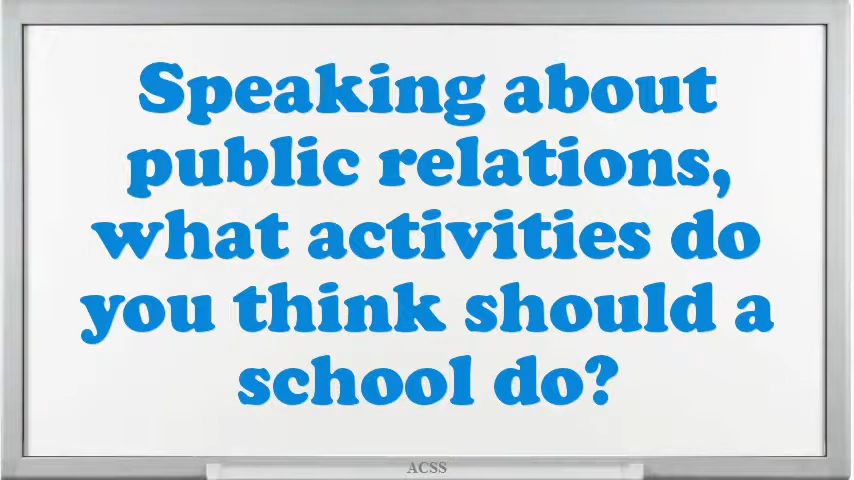 Speaking about
public relations,
what activities do
you think should a
school do?
ACSS